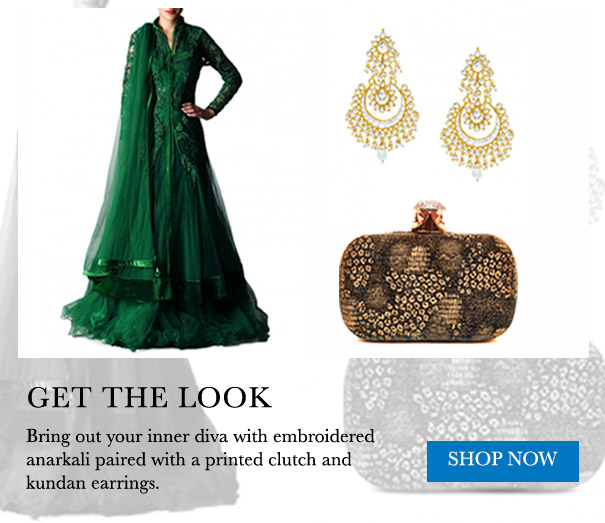 GET THE LOOK
Bring out your inner diva with embroidered
anarkali paired with a printed clutch and
kundan earrings.
SHOP NOW